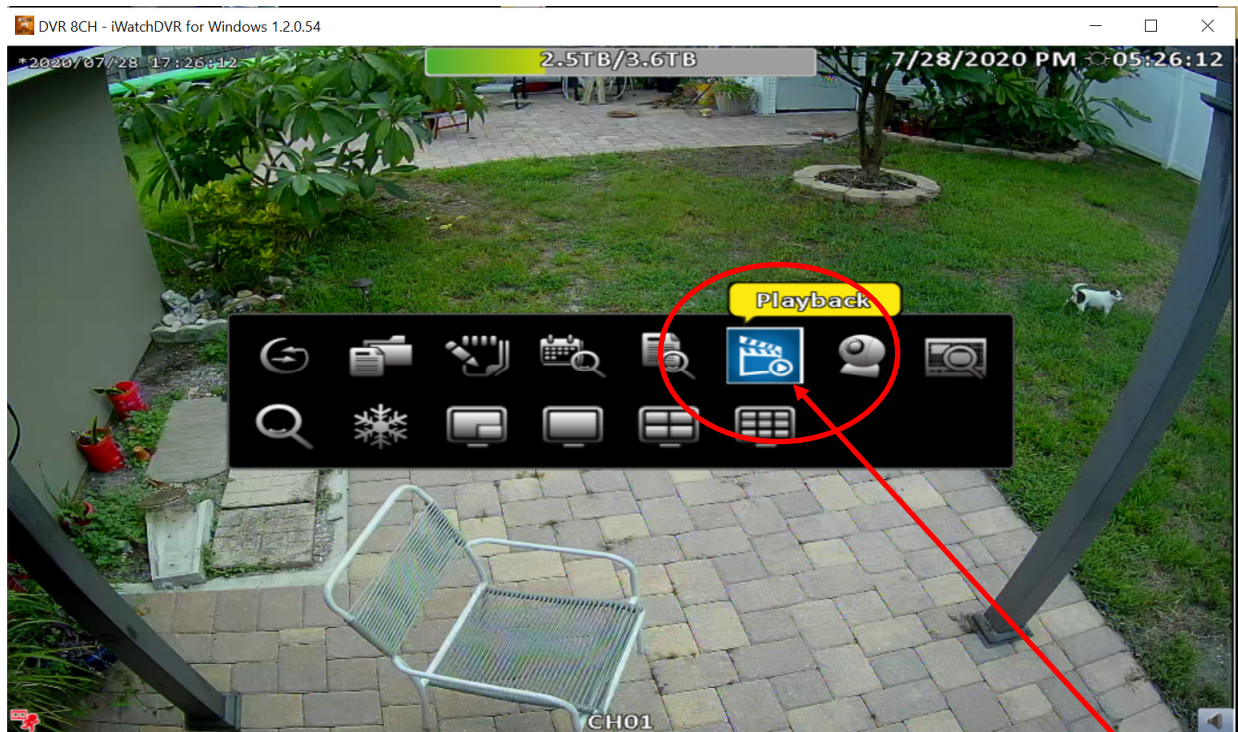 DVR 8CH - iWatchDVR for Windows 1.2.0.54
*2020/07/28 17:26:12
2.5TB/3.6TB
7/28/2020 PM 05:26:12
Playback
CH01